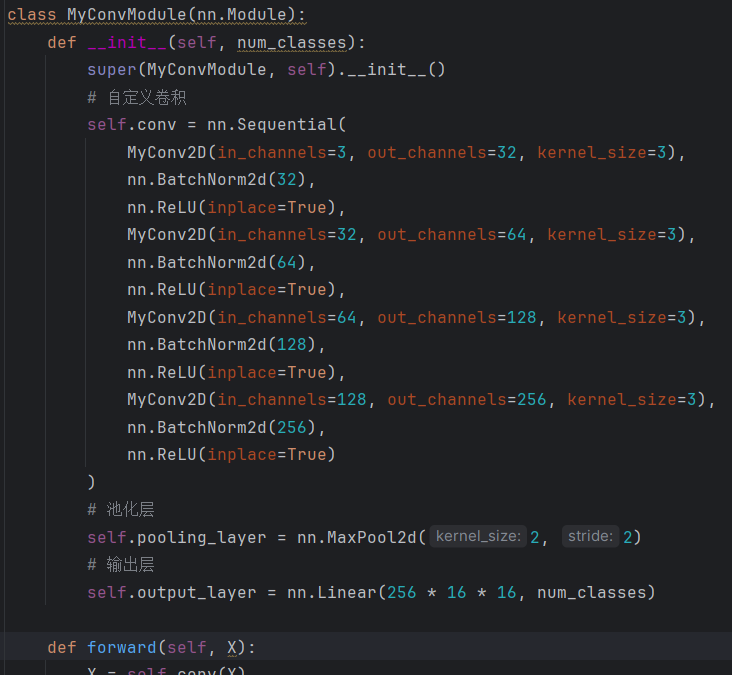 class MyConvModule(nn.Module):
    def __init__(self, num_classes):
        super(MyConvModule, self).__init__()
        # 自定义卷积
        self.conv = nn.Sequential(
            MyConv2D(in_channels=3, out_channels=32, kernel_size=3),
            nn.BatchNorm2d(32),
            nn.ReLU(inplace=True),
            MyConv2D(in_channels=32, out_channels=64, kernel_size=3),
            nn.BatchNorm2d(64),
            nn.ReLU(inplace=True),
            MyConv2D(in_channels=64, out_channels=128, kernel_size=3),
            nn.BatchNorm2d(128),
            nn.ReLU(inplace=True),
            MyConv2D(in_channels=128, out_channels=256, kernel_size=3),
            nn.BatchNorm2d(256),
            nn.ReLU(inplace=True)
        )
        # 池化层
        self.pooling_layer = nn.MaxPool2d( kernel_size: 2, stride: 2)
        # 输出层
        self.output_layer = nn.Linear(256 * 16 * 16, num_classes)
    def forward(self, X):
        X = self.conv(X)